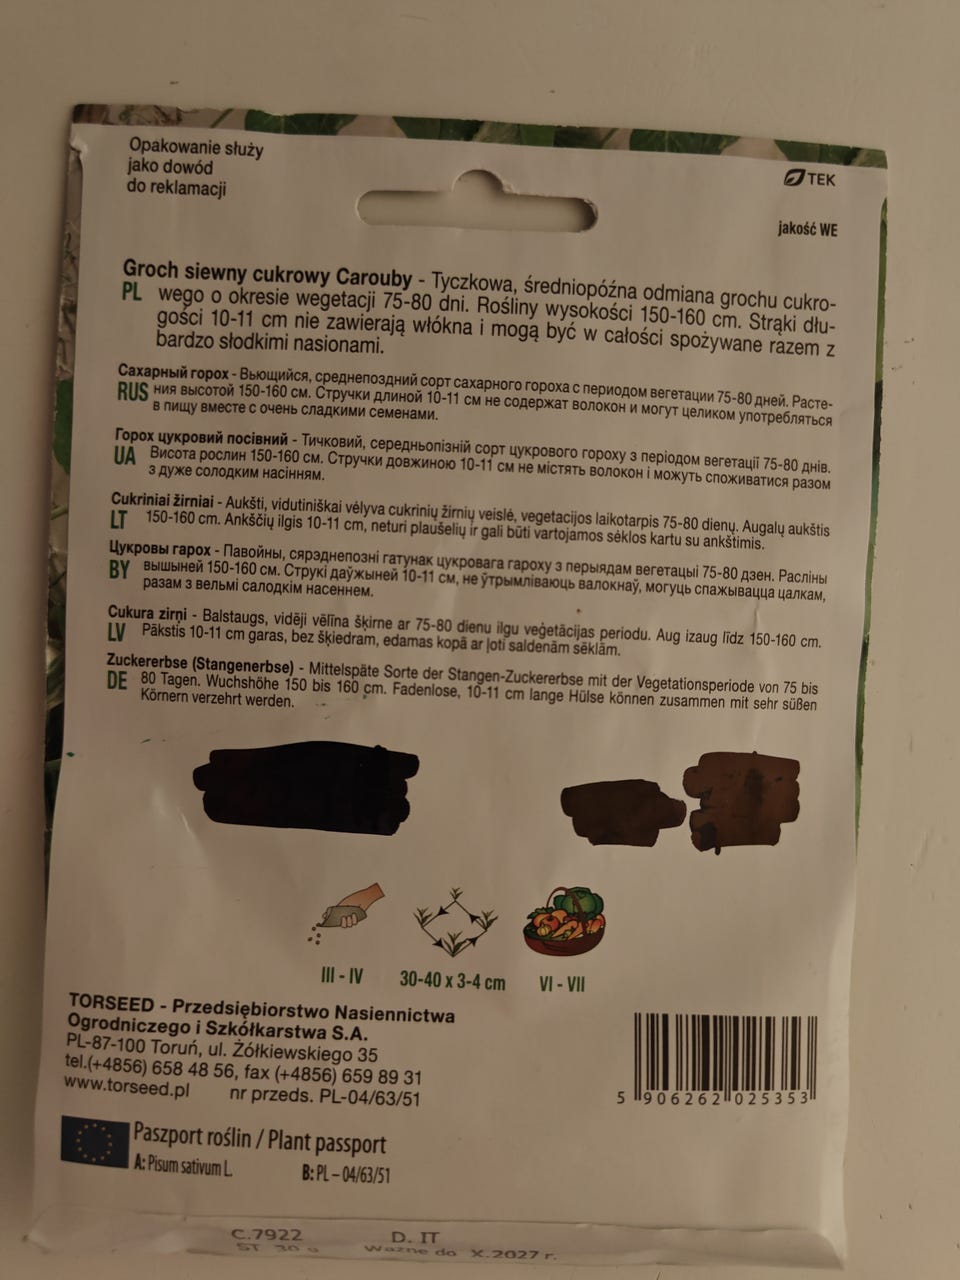 Opakowanie służy
jako dowód
do reklamacji
TEK
jakość WE
Groch siewny cukrowy Carouby - Tyczkowa, średniopóźna odmiana grochu cukro-
PL wego o okresie wegetacji 75-80 dni. Rośliny wysokości 150-160 cm. Strąki dłu-
gości 10-11 cm nie zawierają włókna i mogą być w całości spożywane razem z
bardzo słodkimi nasionami.
Сахарный горох - Вьющийся, среднепоздний сорт сахарного гороха с периодом вегетации 75-80 дней. Расте-
RUS ния высотой 150-160 см. Стручки длиной 10-11 см не содержат волокон и могут целиком употребляться
в пищу вместе с очень сладкими семенами.
Горох цукровий посівний - Тичковий, середньопізній сорт цукрового гороху з періодом вегетації 75-80 днів.
UA Висота рослин 150-160 см. Стручки довжиною 10-11 см не містять волокон і можуть споживатися разом
з дуже солодким насінням.
Cukriniai žirniai - Aukšti, vidutiniškai vėlyva cukrinių žirnių veislė, vegetacijos laikotarpis 75-80 dienų. Augalų aukštis
LT 150-160 cm. Ankščių ilgis 10-11 cm, neturi plaušelių ir gali būti vartojamos sėklos kartu su ankštimis.
Цукровы гарох - Павойны, сярэднепозні гатунак цукровага гароху з перыядам вегетацыі 75-80 дзен. Расліны
BY вышыней 150-160 см. Струкі даўжыней 10-11 см, не ўтрымліваюць валокнаў, могуць спажывацца цалкам,
разам з вельмі салодкім насеннем.
Cukura zirņi - Balstaugs, vidēji vēlīna šķirne ar 75-80 dienu ilgu veģetācijas periodu. Aug izaug līdz 150-160 cm.
LV Pākstis 10-11 cm garas, bez šķiedram, edamas kopā ar ļoti saldenām sēklām.
Zuckererbse (Stangenerbse) - Mittelspäte Sorte der Stangen-Zuckererbse mit der Vegetationsperiode von 75 bis
DE 80 Tagen. Wuchshöhe 150 bis 160 cm. Fadenlose, 10-11 cm lange Hülse können zusammen mit sehr süßen
Körnern verzehrt werden.
III - IV 30-40 x 3-4 cm VI - VII
TORSEED - Przedsiębiorstwo Nasiennictwa
Ogrodniczego i Szkółkarstwa S.A.
PL-87-100 Toruń, ul. Żółkiewskiego 35
tel.(+4856) 658 48 56, fax (+4856) 659 89 31
www.torseed.pl nr przeds. PL-04/63/51
5 906262 025353
Paszport roślin / Plant passport
A: Pisum sativum L. B: PL – 04/63/51
C.7922 D. IT
ST 30 g Ważne do X.2027 r.